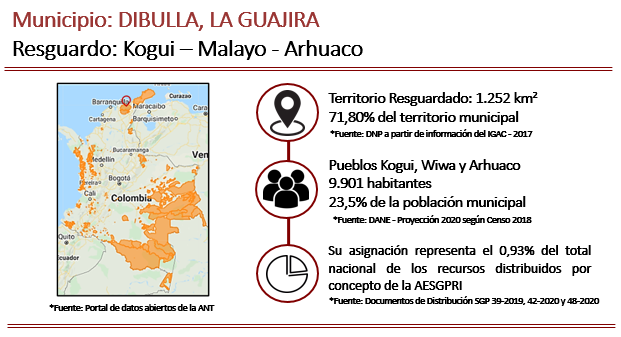 Municipio: DIBULLA, LA GUAJIRA
Resguardo: Kogui – Malayo - Arhuaco
Curazao
Barranquilla
Maracaibo
Cartagena
Barquisimeto
Bucaramanga
Medellín
Ven
Pereira
Bogotá
Cali
Colombia
Quito
Ecuador
*Fuente: Portal de datos abiertos de la ANT
Territorio Resguardado: 1.252 km²
71,80% del territorio municipal
*Fuente: DNP a partir de información del IGAC - 2017
Pueblos Kogui, Wiwa y Arhuaco
9.901 habitantes
23,5% de la población municipal
*Fuente: DANE - Proyección 2020 según Censo 2018
Su asignación representa el 0,93% del total
nacional de los recursos distribuidos por
concepto de la AESGPRI
*Fuente: Documentos de Distribución SGP 39-2019, 42-2020 y 48-2020